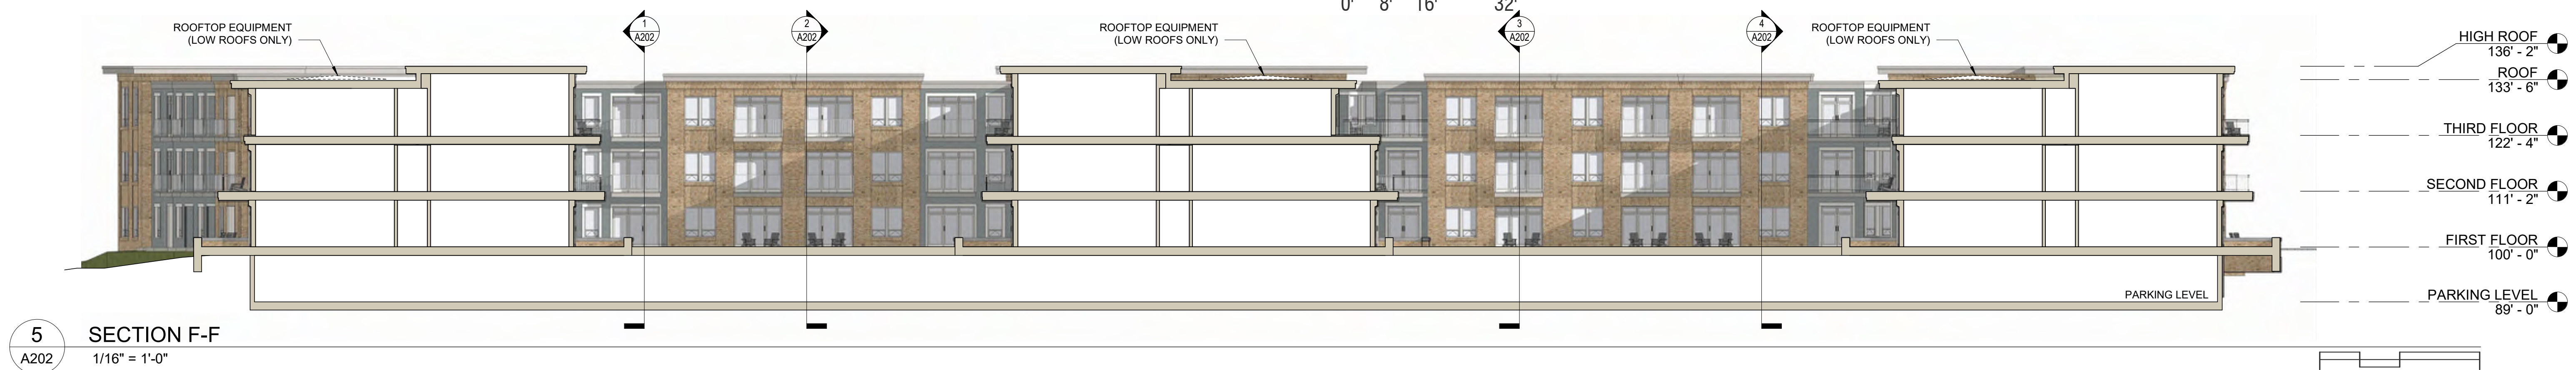 0' 8' 16' 32'
ROOFTOP EQUIPMENT
(LOW ROOFS ONLY)
1
A202
2
A202
ROOFTOP EQUIPMENT
(LOW ROOFS ONLY)
3
A202
4
A202
ROOFTOP EQUIPMENT
(LOW ROOFS ONLY)
HIGH ROOF
136' - 2"
ROOF
133' - 6"
THIRD FLOOR
122' - 4"
SECOND FLOOR
111' - 2"
FIRST FLOOR
100' - 0"
PARKING LEVEL
PARKING LEVEL
89' - 0"
5
A202
SECTION F-F
1/16" = 1'-0"